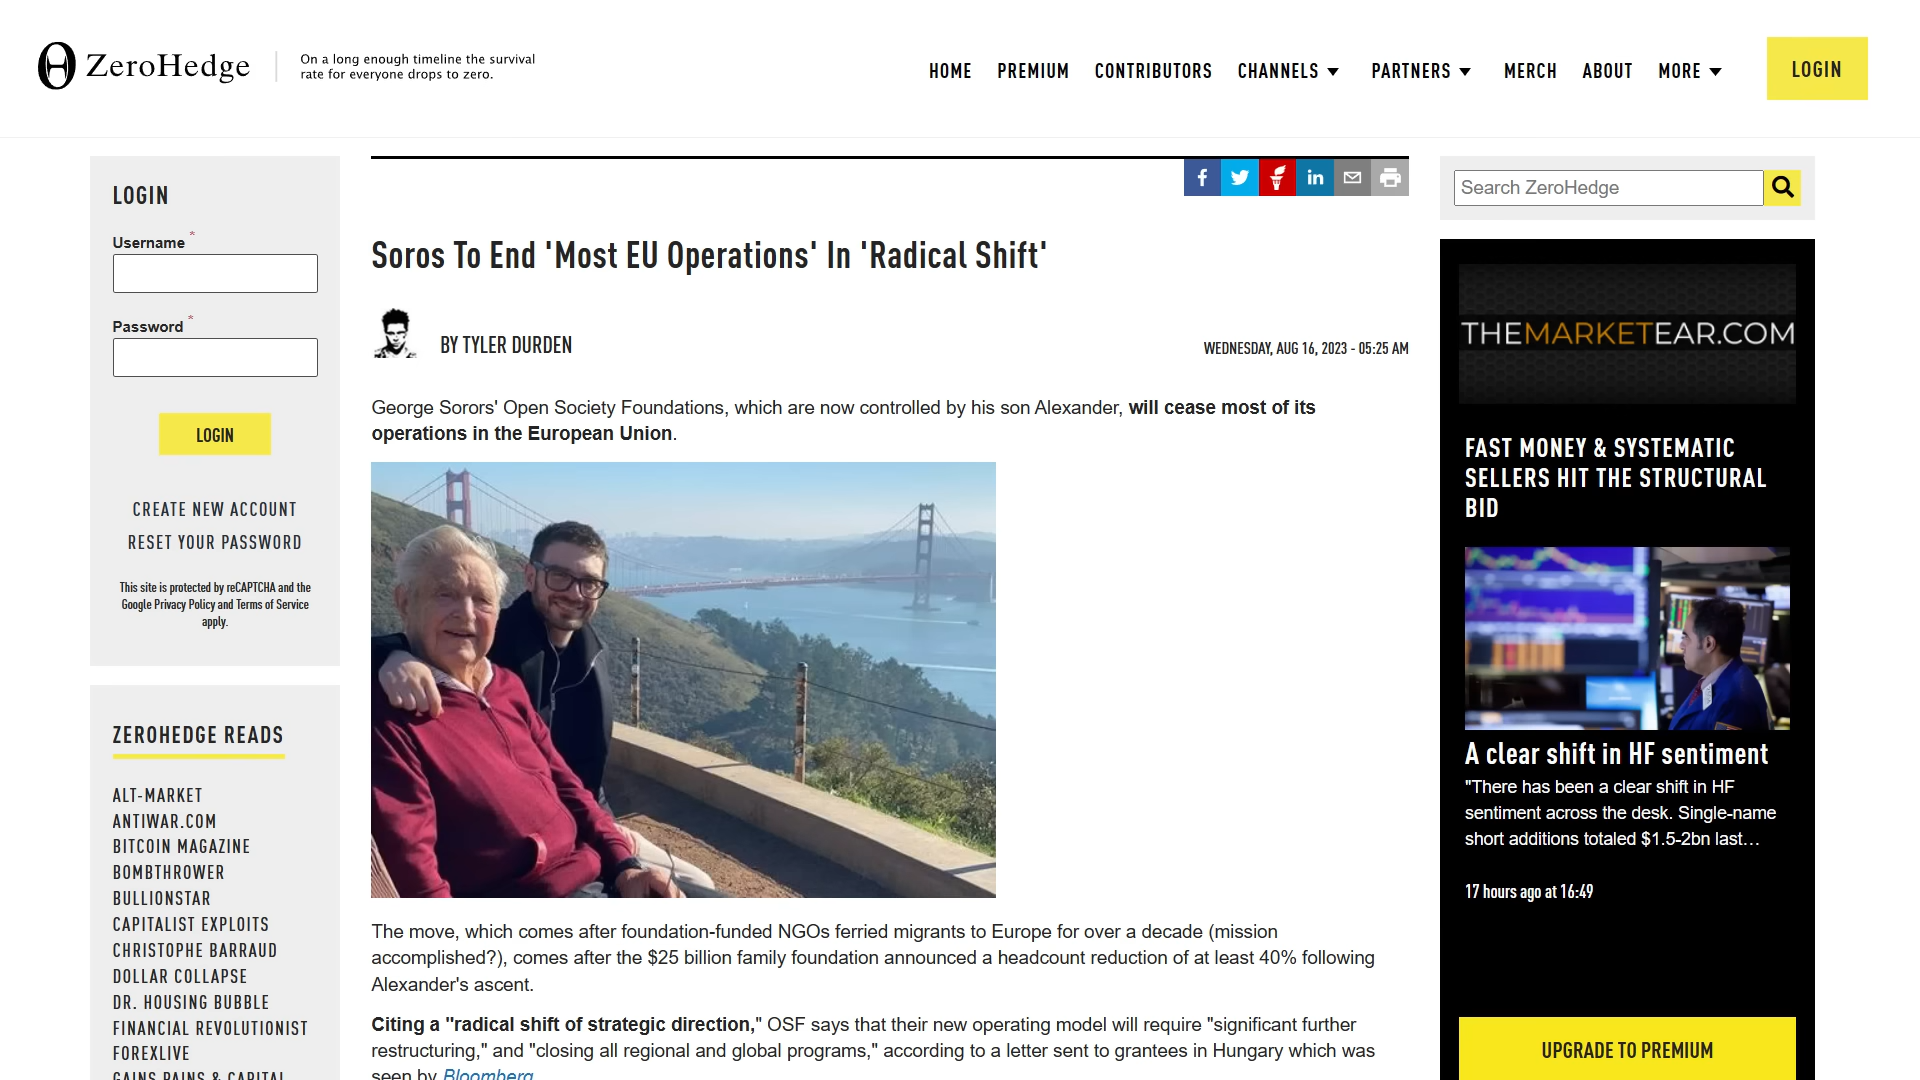 ZeroHedge
On a long enough timeline the survival
rate for everyone drops to zero.
HOME PREMIUM CONTRIBUTORS CHANNELS PARTNERS MERCH ABOUT MORE LOGIN
LOGIN
Username *
Password *
LOGIN
CREATE NEW ACCOUNT
RESET YOUR PASSWORD
This site is protected by reCAPTCHA and the
Google Privacy Policy and Terms of Service
apply.
ZEROHEDGE READS
ALT-MARKET
ANTIWAR.COM
BITCOIN MAGAZINE
BOMBTHROWER
BULLIONSTAR
CAPITALIST EXPLOITS
CHRISTOPHE BARRAUD
DOLLAR COLLAPSE
DR. HOUSING BUBBLE
FINANCIAL REVOLUTIONIST
FOREXLIVE
GAINS PAINS & CAPITAL
Soros To End 'Most EU Operations' In 'Radical Shift'
BY TYLER DURDEN
WEDNESDAY, AUG 16, 2023 - 05:25 AM
George Sorors' Open Society Foundations, which are now controlled by his son Alexander, will cease most of its
operations in the European Union.
The move, which comes after foundation-funded NGOs ferried migrants to Europe for over a decade (mission
accomplished?), comes after the $25 billion family foundation announced a headcount reduction of at least 40% following
Alexander's ascent.
Citing a "radical shift of strategic direction," OSF says that their new operating model will require "significant further
restructuring," and "closing all regional and global programs," according to a letter sent to grantees in Hungary which was
seen by Bloomberg
Search ZeroHedge
THEMARKETEAR.COM
FAST MONEY & SYSTEMATIC
SELLERS HIT THE STRUCTURAL
BID
A clear shift in HF sentiment
"There has been a clear shift in HF
sentiment across the desk. Single-name
short additions totaled $1.5-2bn last…
17 hours ago at 16:49
UPGRADE TO PREMIUM